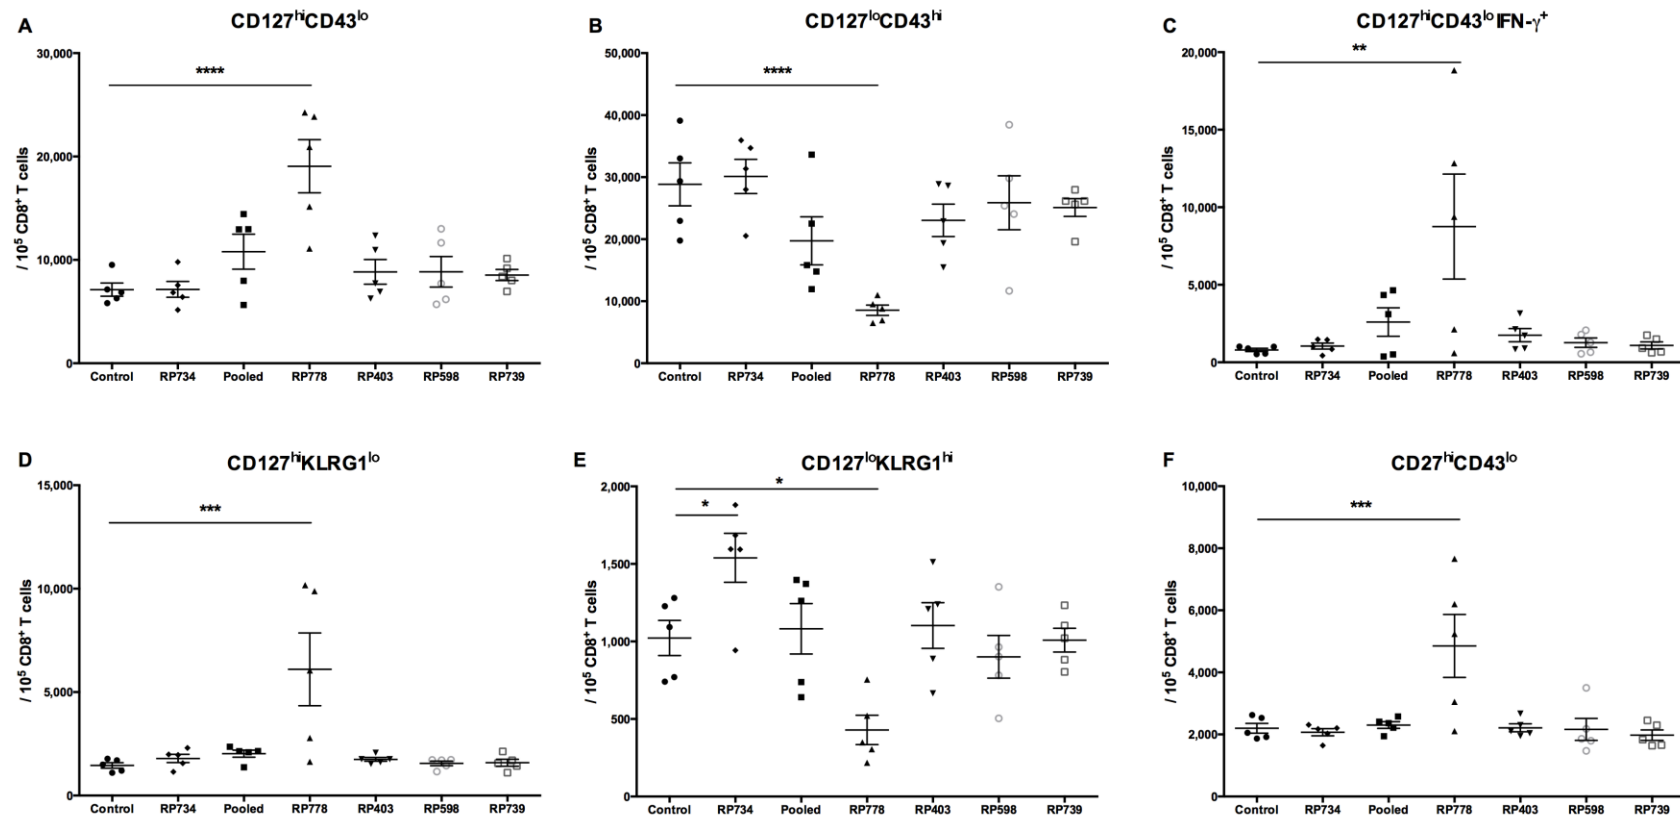 A
CD127hiCD43lo
/ 105 CD8+ T cells
30,000
20,000
10,000
0
****
Control RP734 Pooled RP778 RP403 RP598 RP739
B
CD127loCD43hi
/ 105 CD8+ T cells
50,000
40,000
30,000
20,000
10,000
0
****
Control RP734 Pooled RP778 RP403 RP598 RP739
C
CD127hiCD43lo IFN-γ+
/ 105 CD8+ T cells
20,000
15,000
10,000
5,000
0
**
Control RP734 Pooled RP778 RP403 RP598 RP739
D
CD127hiKLRG1lo
/ 105 CD8+ T cells
15,000
10,000
5,000
0
***
Control RP734 Pooled RP778 RP403 RP598 RP739
E
CD127loKLRG1hi
/ 105 CD8+ T cells
2,000
1,500
1,000
500
0
*
*
Control RP734 Pooled RP778 RP403 RP598 RP739
F
CD27hiCD43lo
/ 105 CD8+ T cells
10,000
8,000
6,000
4,000
2,000
0
***
Control RP734 Pooled RP778 RP403 RP598 RP739